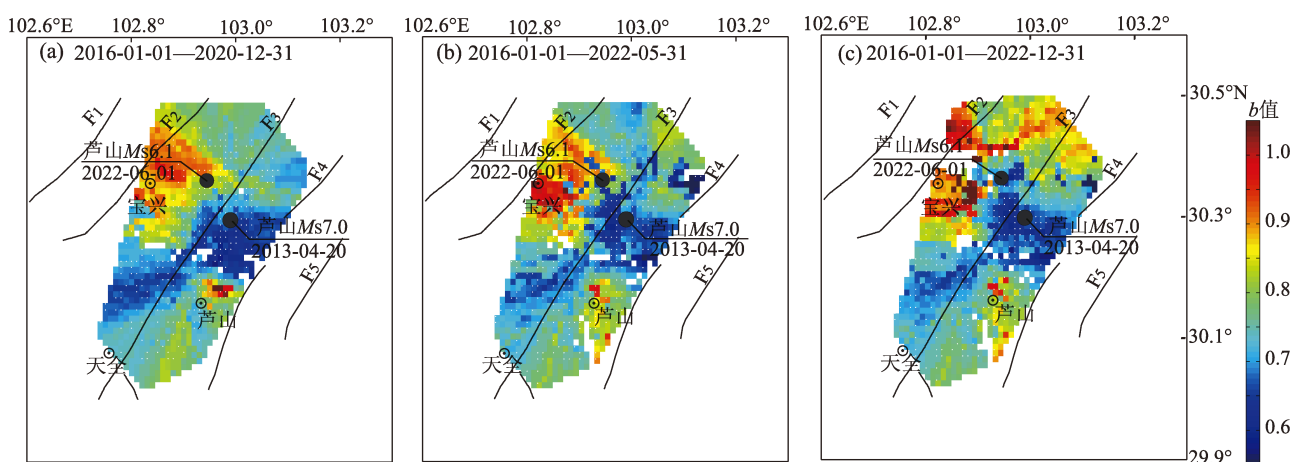 102.6°E 102.8° 103.0° 103.2°
(a) 2016-01-01—2020-12-31
F1
F2
F3
F4
F5
芦山Ms6.1
2022-06-01
宝兴
芦山Ms7.0
2013-04-20
芦山
天全
102.6°E 102.8° 103.0° 103.2°
(b) 2016-01-01—2022-05-31
F1
F2
F3
F4
F5
芦山Ms6.1
2022-06-01
宝兴
芦山Ms7.0
2013-04-20
芦山
天全
102.6°E 102.8° 103.0° 103.2°
(c) 2016-01-01—2022-12-31
F1
F2
F3
F4
F5
芦山Ms6.1
2022-06-01
宝兴
芦山Ms7.0
2013-04-20
芦山
天全
30.5°N
30.3°
30.1°
29.9°
b值
1.0
0.9
0.8
0.7
0.6